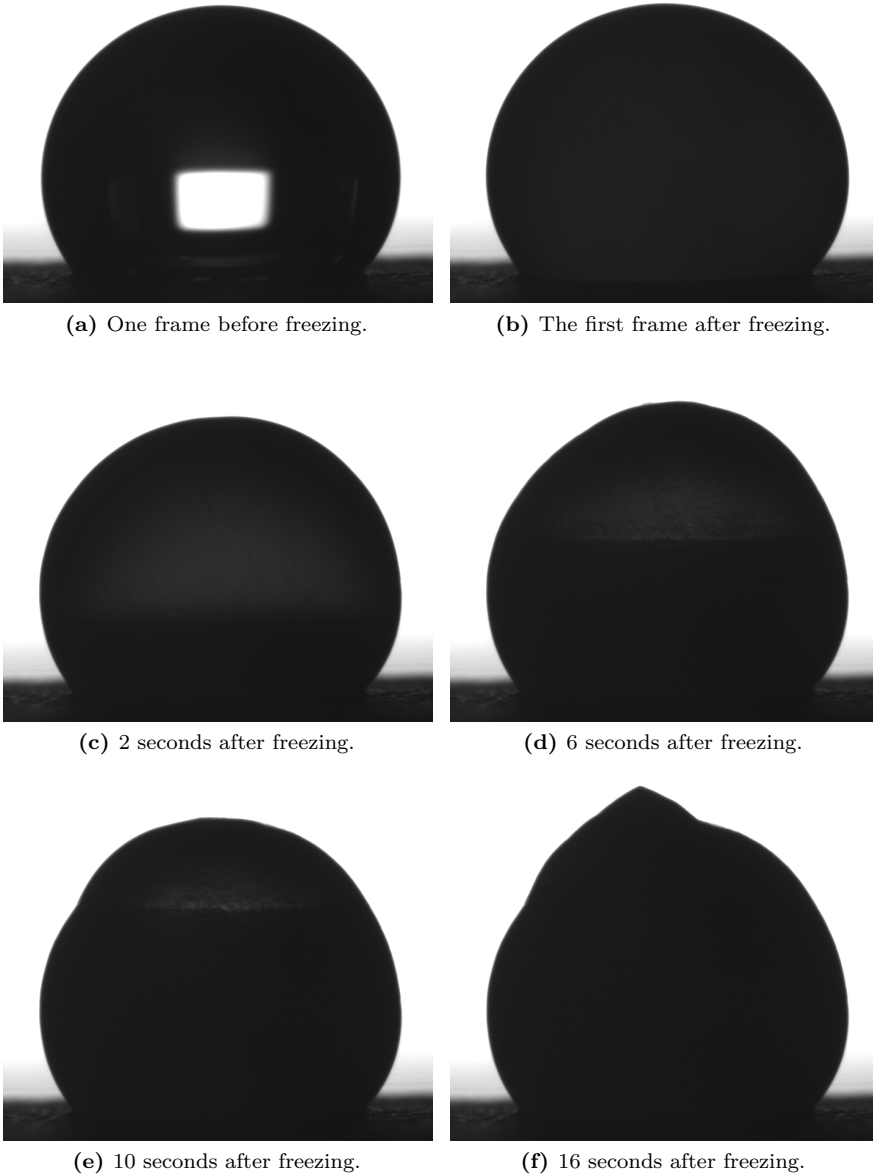 (a) One frame before freezing.
(b) The first frame after freezing.
(c) 2 seconds after freezing.
(d) 6 seconds after freezing.
(e) 10 seconds after freezing.
(f) 16 seconds after freezing.